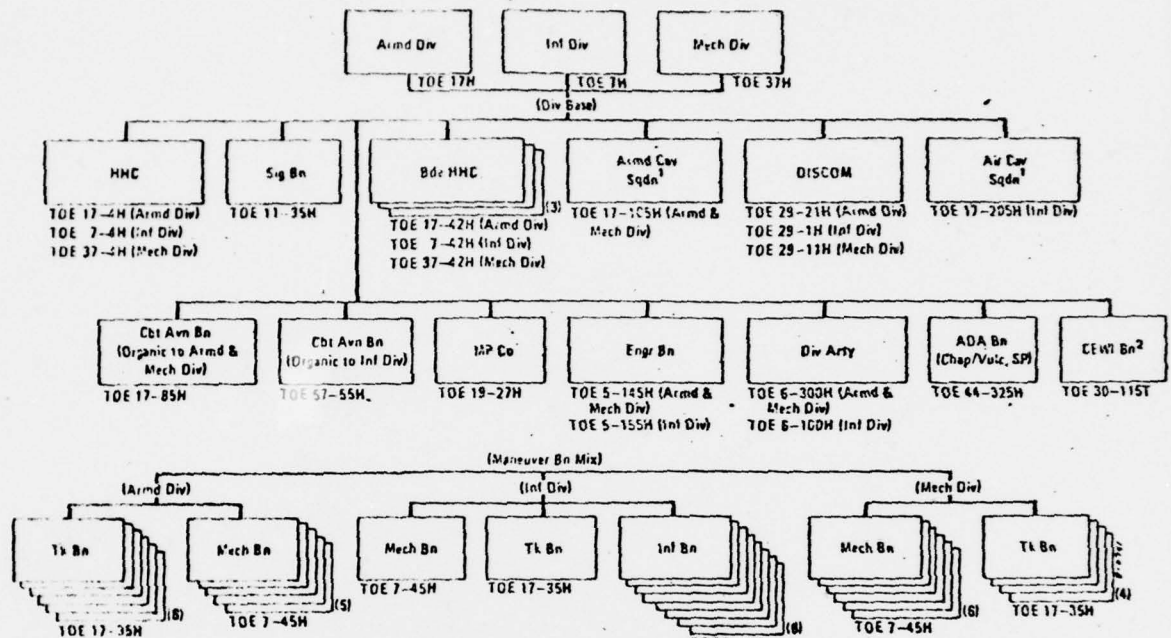 Armd Div
Inf Div
Mech Div
TOE 17H
TOE 7H
TOE 37H
(Div Base)
HHC
Sig Bn
Bde HHC
Armd Cav
Sqdn1
DISCOM
Air Cav
Sqdn1
(3)
TOE 17-4H (Armd Div)
TOE 7-4H (Inf Div)
TOE 37-4H (Mech Div)
TOE 11-35H
TOE 17-42H (Armd Div)
TOE 7-42H (Inf Div)
TOE 37-42H (Mech Div)
TOE 17-105H (Armd &
Mech Div)
TOE 29-21H (Armd Div)
TOE 29-1H (Inf Div)
TOE 29-11H (Mech Div)
TOE 17-205H (Inf Div)
Cbt Avn Bn
(Organic to Armd &
Mech Div)
Cbt Avn Bn
(Organic to Inf Div)
MP Co
Engr Bn
Div Arty
ADA Bn
(Chap/Vulc, SP)
CEWI Bn2
TOE 17-85H
TOE 57-55H
TOE 19-27H
TOE 5-145H (Armd &
Mech Div)
TOE 5-155H (Inf Div)
TOE 6-300H (Armd &
Mech Div)
TOE 6-100H (Inf Div)
TOE 44-325H
TOE 30-115T
(Maneuver Bn Mix)
(Armd Div)
(Inf Div)
(Mech Div)
Tk Bn
Mech Bn
Mech Bn
Tk Bn
Inf Bn
Mech Bn
Tk Bn
(6)
TOE 17-35H
(5)
TOE 7-45H
TOE 7-45H
TOE 17-35H
(8)
(6)
TOE 7-45H
(4)
TOE 17-35H